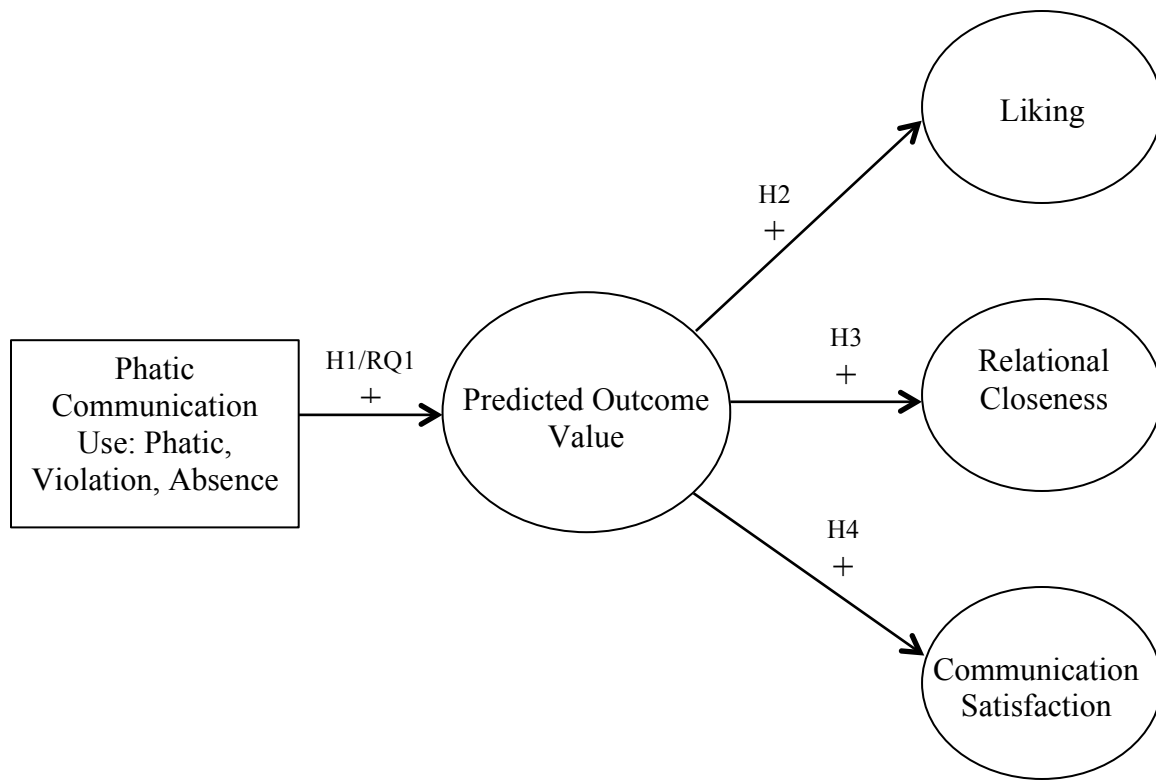 Phatic
Communication
Use: Phatic,
Violation, Absence
H1/RQ1
+
Predicted Outcome
Value
H2
+
Liking
H3
+
Relational
Closeness
H4
+
Communication
Satisfaction